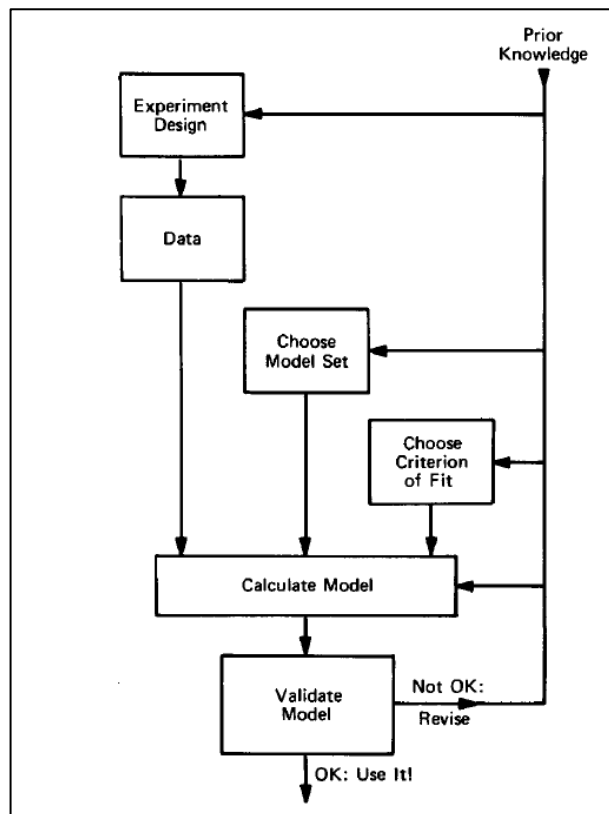 Prior
Knowledge
Experiment
Design
Data
Choose
Model Set
Choose
Criterion
of Fit
Calculate Model
Validate
Model
Not OK:
Revise
OK: Use It!